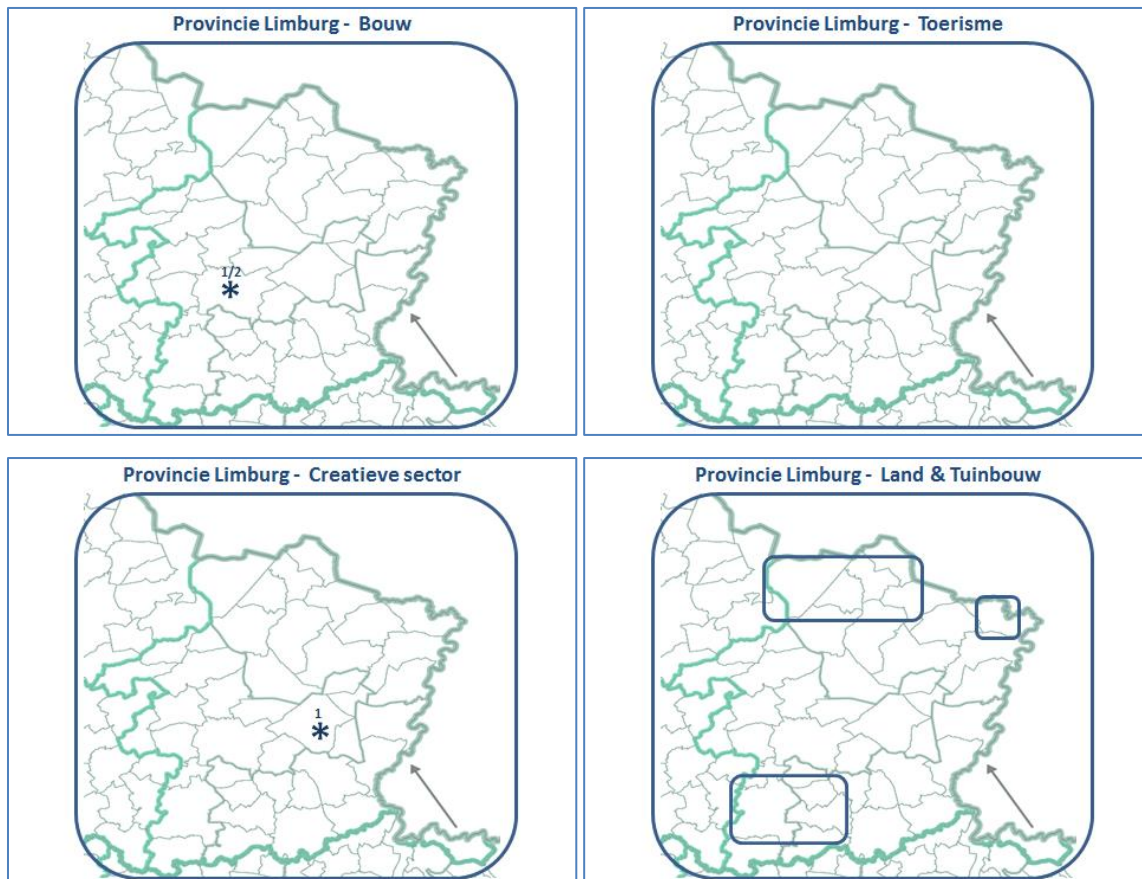 Provincie Limburg - Bouw
1/2
*
Provincie Limburg - Toerisme
Provincie Limburg - Creatieve sector
1
*
Provincie Limburg - Land & Tuinbouw